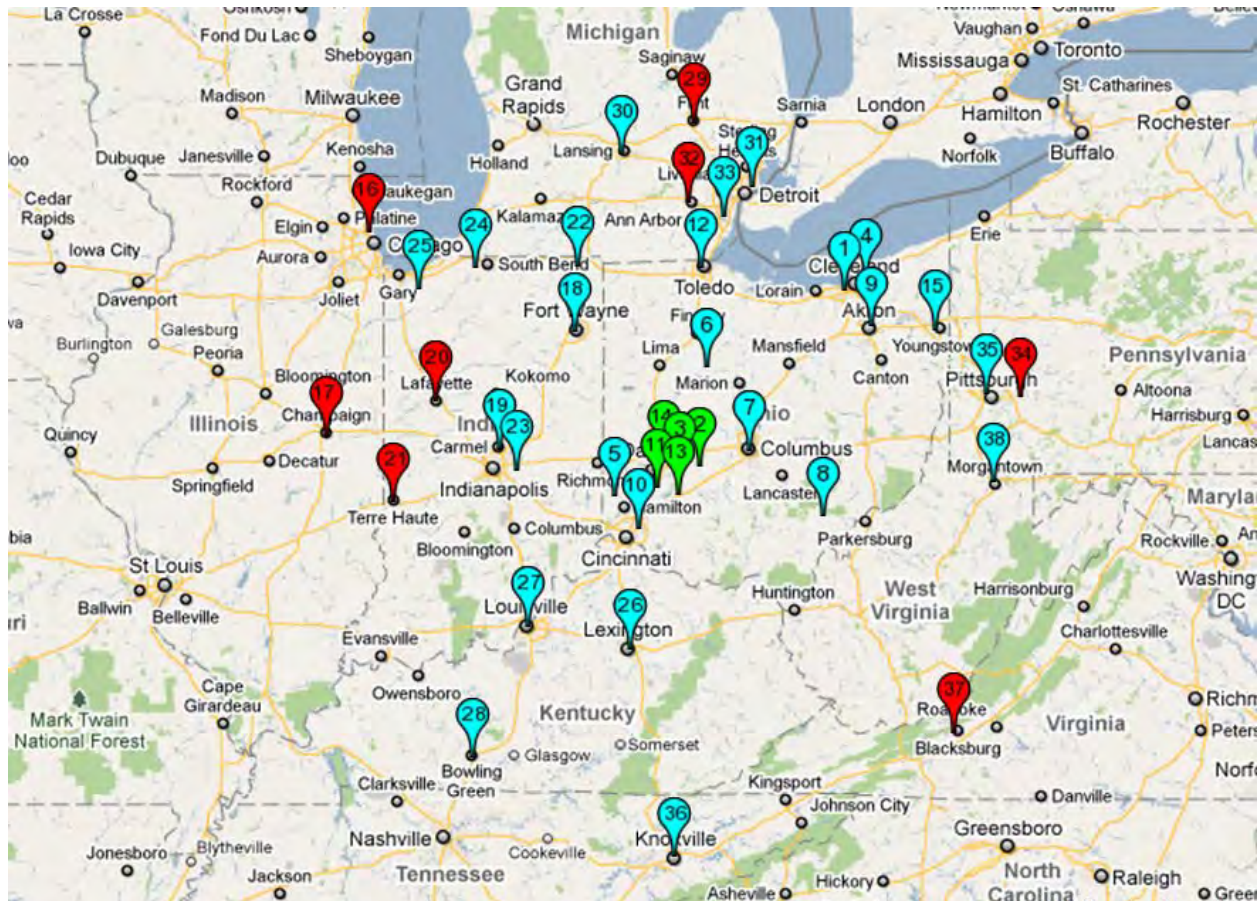 La Crosse
Oshkosh
Fond Du Lac
Sheboygan
Michigan
Saginaw
Newmarket
Oshawa
Vaughan
Toronto
Mississauga
Madison
Milwaukee
Grand
Rapids
29
Flint
Sarnia
London
Hamilton
St. Catharines
Rochester
30
Sterling
Heights
31
Norfolk
Buffalo
Dubuque
Janesville
Kenosha
Holland
Lansing
32
33
Detroit
Cedar
Rapids
Rockford
16
Waukegan
Palatine
Elgin
Kalamaz
Ann Arbor
24
22
12
1
4
Erie
Iowa City
Aurora
Chicago
25
South Bend
Cleveland
Davenport
Joliet
Gary
Toledo
Lorain
18
9
15
Akron
Fort Wayne
6
Galesburg
Burlington
Peoria
20
Lima
Mansfield
Youngstown
Canton
35
34
Pennsylvania
Pittsburgh
Altoona
Bloomington
17
Lafayette
Kokomo
Marion
7
Harrisburg
Illinois
Champaign
19
23
14
3
2
Quincy
Carmel
5
11
13
Columbus
38
Decatur
21
Richmond
10
8
Morgantown
Springfield
Indianapolis
Lancaster
Hamilton
Terre Haute
Columbus
Bloomington
Cincinnati
Parkersburg
Rockville
St Louis
Ballwin
Belleville
27
26
Huntington
West
Virginia
Harrisonburg
Washington
DC
Louisville
Lexington
Charlottesville
Evansville
Owensboro
Cape
Girardeau
37
Roanoke
Mark Twain
National Forest
28
Kentucky
Somerset
Glasgow
Blacksburg
Virginia
Bowling
Green
Clarksville
36
Kingsport
Johnson City
Danville
Nashville
Knoxville
Greensboro
Jonesboro
Blytheville
Cookeville
Tennessee
Jackson
Asheville
Hickory
North
Carolina
Raleigh